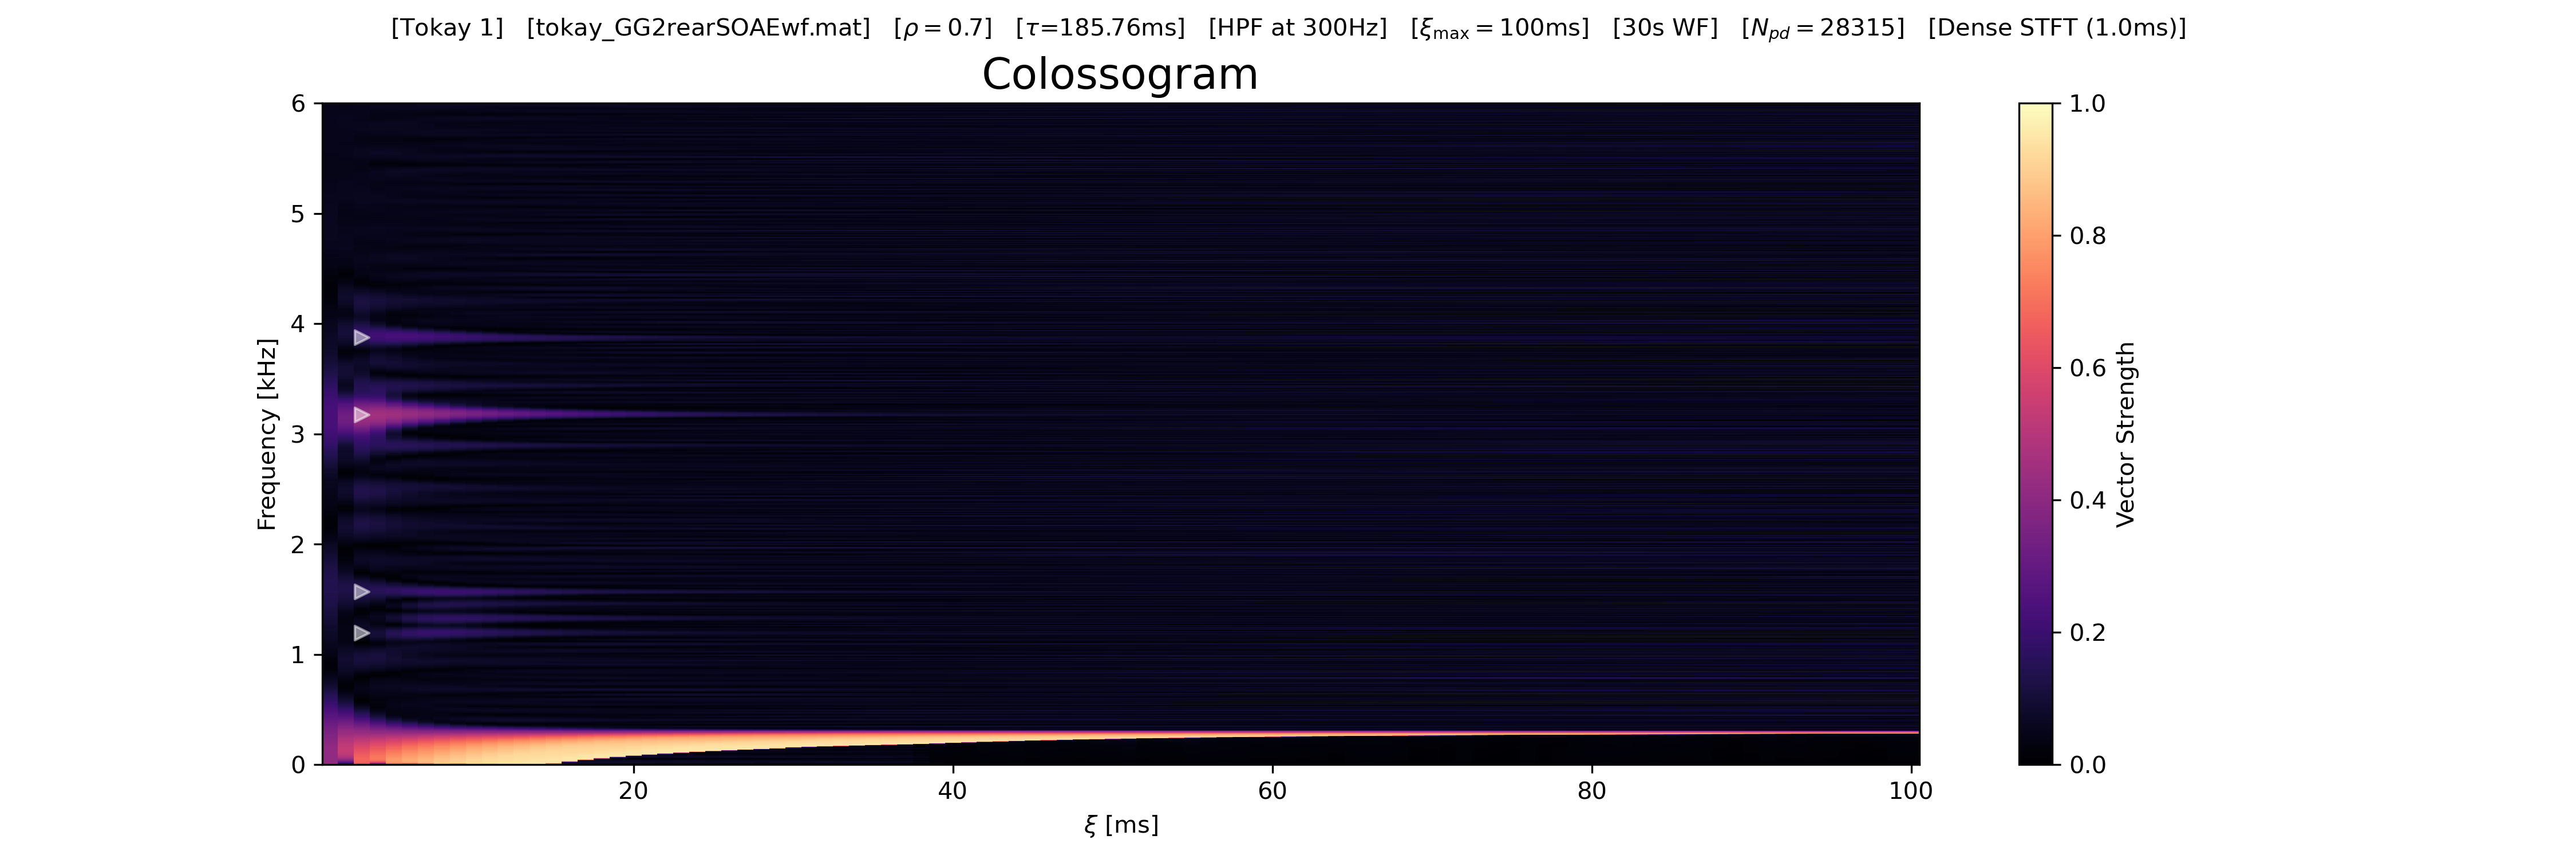 [Tokay 1] [tokay_GG2rearSOAEwf.mat] [ρ = 0.7] [τ=185.76ms] [HPF at 300Hz] [ξmax = 100ms] [30s WF] [Npd = 28315] [Dense STFT (1.0ms)]
Colossogram
6
5
4
3
2
1
0
Frequency [kHz]
20 40 60 80 100
ξ [ms]
1.0
0.8
0.6
0.4
0.2
0.0
Vector Strength